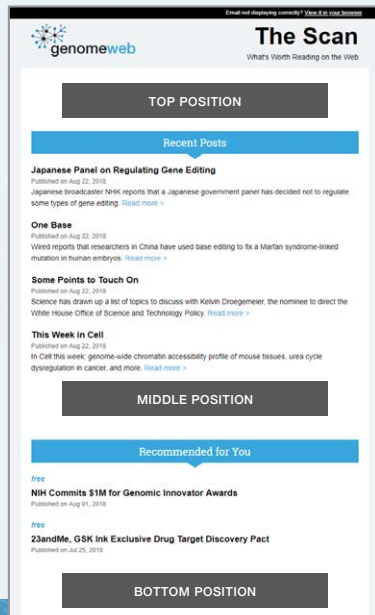 Email not displaying correctly? View it in your browser
genomeweb
The Scan
What's Worth Reading on the Web
TOP POSITION
Recent Posts
Japanese Panel on Regulating Gene Editing
Published on Aug 22, 2018
Japanese broadcaster NHK reports that a Japanese government panel has decided not to regulate
some types of gene editing. Read more >
One Base
Published on Aug 22, 2018
Wired reports that researchers in China have used base editing to fix a Marfan syndrome-linked
mutation in human embryos. Read more >
Some Points to Touch On
Published on Aug 22, 2018
Science has drawn up a list of topics to discuss with Kelvin Droegemeier, the nominee to direct the
White House Office of Science and Technology Policy. Read more >
This Week in Cell
Published on Aug 22, 2018
In Cell this week: genome-wide chromatin accessibility profile of mouse tissues, urea cycle
dysregulation in cancer, and more. Read more >
MIDDLE POSITION
Recommended for You
free
NIH Commits $1M for Genomic Innovator Awards
Published on Aug 01, 2018
free
23andMe, GSK Ink Exclusive Drug Target Discovery Pact
Published on Jul 25, 2018
BOTTOM POSITION